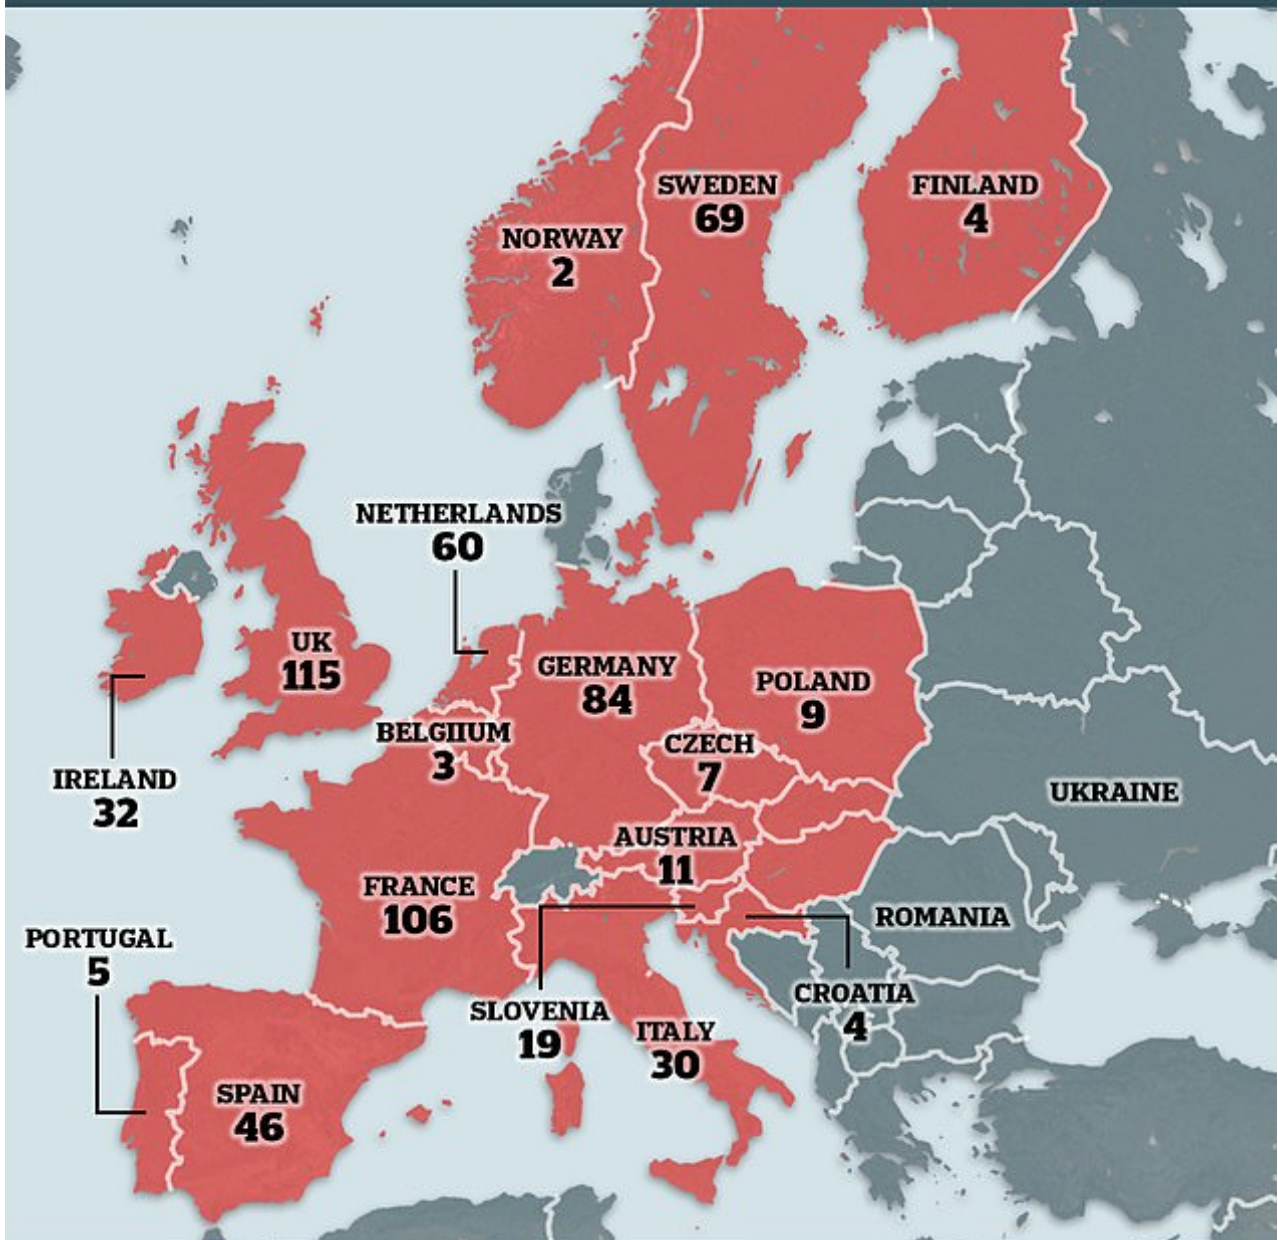 SWEDEN
69
FINLAND
4
NORWAY
2
NETHERLANDS
60
UK
115
GERMANY
84
POLAND
9
BELGIIUM
3
CZECH
7
IRELAND
32
UKRAINE
AUSTRIA
11
FRANCE
106
ROMANIA
PORTUGAL
5
CROATIA
4
SLOVENIA
19
ITALY
30
SPAIN
46